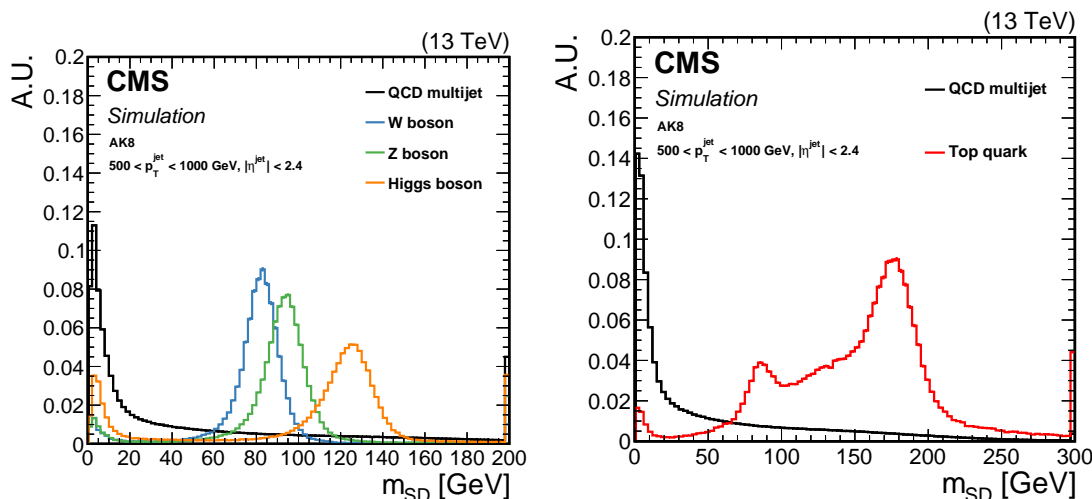 (13 TeV)
A.U.
0.2
0.18
0.16
0.14
0.12
0.1
0.08
0.06
0.04
0.02
0
CMS
Simulation
AK8
500 < p_T^jet < 1000 GeV, |η^jet| < 2.4
QCD multijet
W boson
Z boson
Higgs boson
0 20 40 60 80 100 120 140 160 180 200
m_SD [GeV]
(13 TeV)
A.U.
0.2
0.18
0.16
0.14
0.12
0.1
0.08
0.06
0.04
0.02
0
CMS
Simulation
AK8
500 < p_T^jet < 1000 GeV, |η^jet| < 2.4
QCD multijet
Top quark
0 50 100 150 200 250 300
m_SD [GeV]